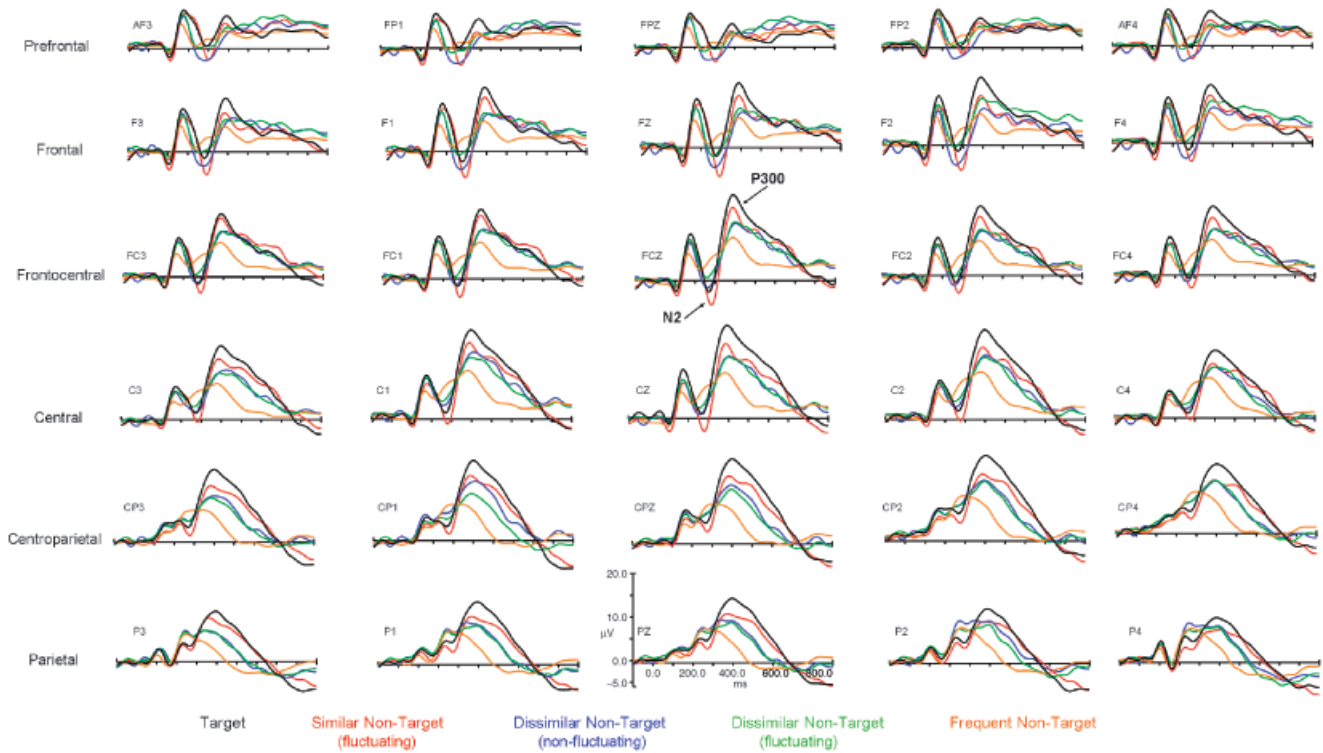 AF3 FP1 FPZ FP2 AF4
Prefrontal
F3 F1 FZ F2 F4
Frontal
P300
FC3 FC1 FCZ FC2 FC4
Frontocentral
N2
C3 C1 CZ C2 C4
Central
CP3 CP1 CPZ CP2 CP4
Centroparietal
20.0
10.0
P3 P1 µV PZ P2 P4
Parietal
0.0
0.0 400.0 600.0 800.0
ms
-5.0
Target Similar Non-Target Dissimilar Non-Target Dissimilar Non-Target Frequent Non-Target
(fluctuating) (non-fluctuating) (fluctuating)